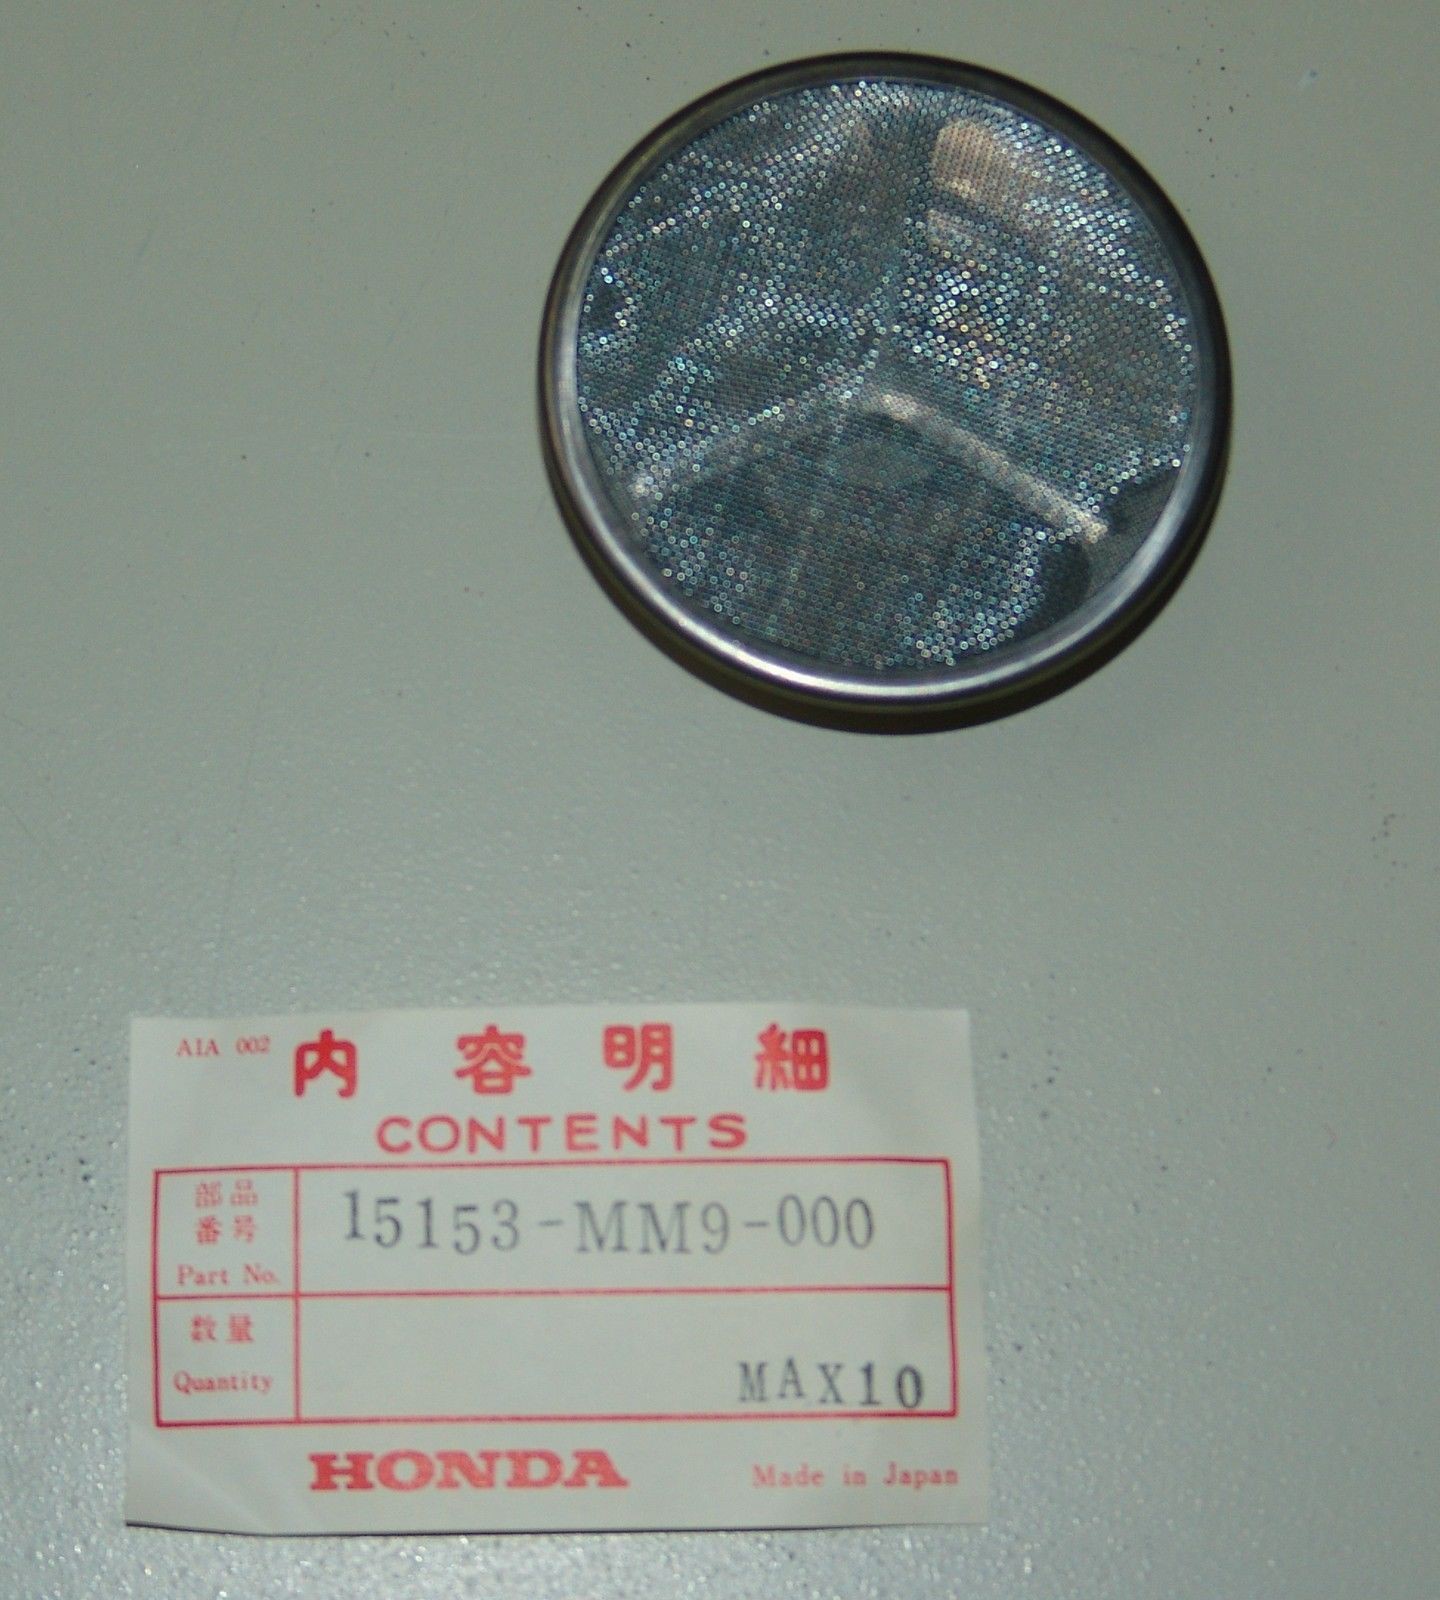 AIA 002
内容明細
CONTENTS
部品
番号
Part No.
15153-MM9-000
数量
Quantity
MAX10
HONDA
Made in Japan